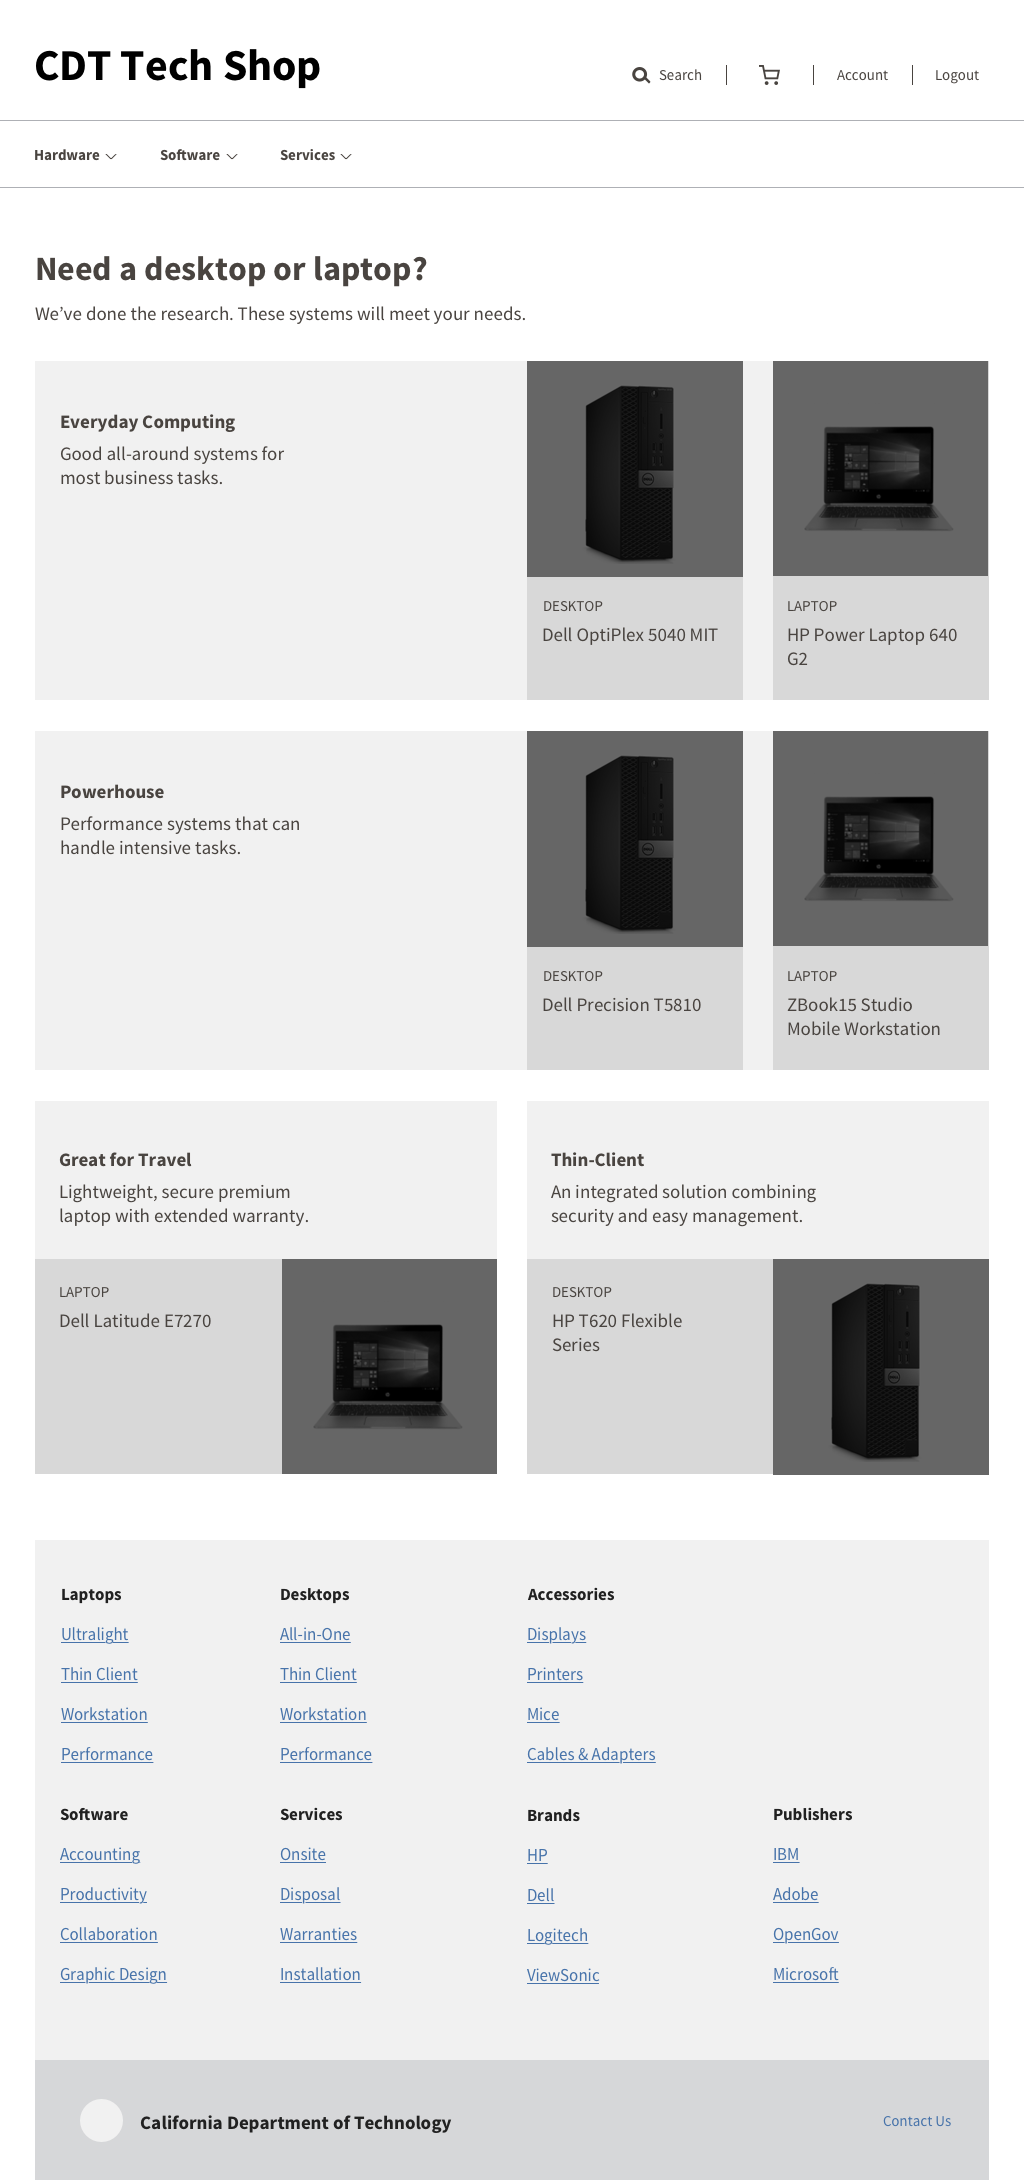 CDT Tech Shop
Search
Account
Logout
Hardware
Software
Services
Need a desktop or laptop?
We’ve done the research. These systems will meet your needs.
Everyday Computing
Good all-around systems for
most business tasks.
DESKTOP
Dell OptiPlex 5040 MIT
LAPTOP
HP Power Laptop 640
G2
Powerhouse
Performance systems that can
handle intensive tasks.
DESKTOP
Dell Precision T5810
LAPTOP
ZBook15 Studio
Mobile Workstation
Great for Travel
Lightweight, secure premium
laptop with extended warranty.
LAPTOP
Dell Latitude E7270
Thin-Client
An integrated solution combining
security and easy management.
DESKTOP
HP T620 Flexible
Series
Laptops
Ultralight
Thin Client
Workstation
Performance
Desktops
All-in-One
Thin Client
Workstation
Performance
Accessories
Displays
Printers
Mice
Cables & Adapters
Software
Accounting
Productivity
Collaboration
Graphic Design
Services
Onsite
Disposal
Warranties
Installation
Brands
HP
Dell
Logitech
ViewSonic
Publishers
IBM
Adobe
OpenGov
Microsoft
California Department of Technology
Contact Us